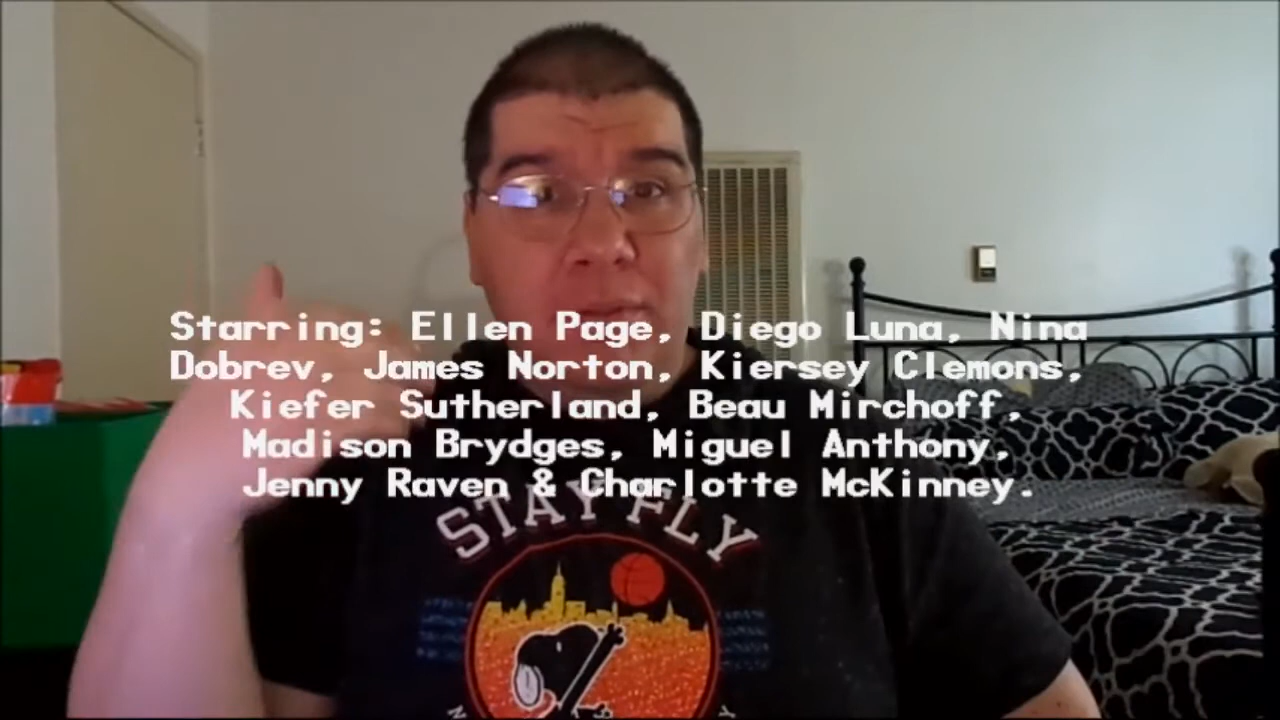 Starring: Ellen Page, Diego Luna, Nina
Dobrev, James Norton, Kiersey Clemons,
Kiefer Sutherland, Beau Mirchoff,
Madison Brydges, Miguel Anthony,
Jenny Raven & Charlotte McKinney.
STAY FLY